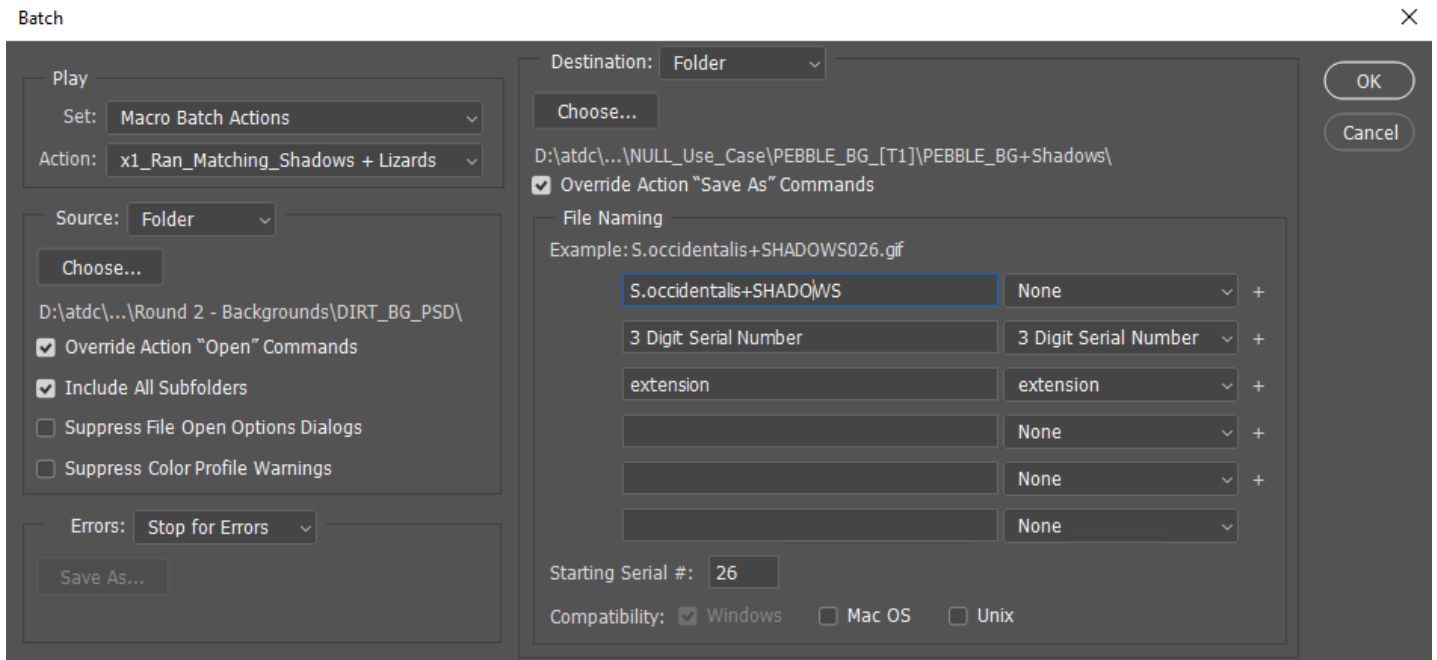 Batch
Play
Set: Macro Batch Actions
Action: x1_Ran_Matching_Shadows + Lizards
Source: Folder
Choose...
D:\atdc\...\Round 2 - Backgrounds\DIRT_BG_PSD\
Override Action “Open” Commands
Include All Subfolders
Suppress File Open Options Dialogs
Suppress Color Profile Warnings
Errors: Stop for Errors
Save As...
Destination: Folder
Choose...
D:\atdc\...\NULL_Use_Case\PEBBLE_BG_[T1]\PEBBLE_BG+Shadows\
Override Action “Save As” Commands
File Naming
Example: S.occidentalis+SHADOWS026.gif
S.occidentalis+SHADOWS None +
3 Digit Serial Number 3 Digit Serial Number +
extension extension +
None +
None +
None
Starting Serial #: 26
Compatibility: Windows Mac OS Unix
OK
Cancel